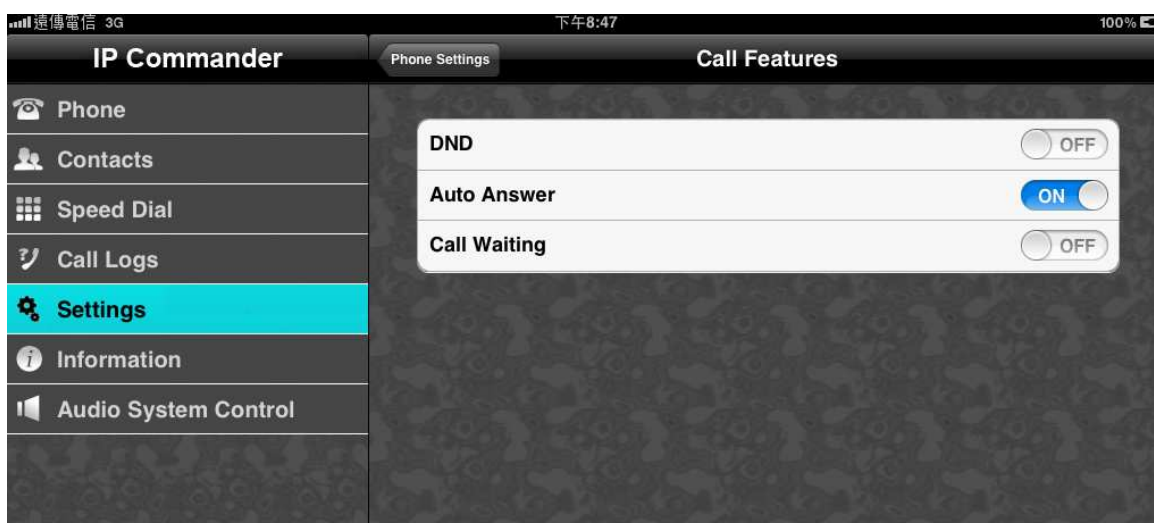 遠傳電信 3G 下午8:47 100%
IP Commander
Phone Settings Call Features
Phone
Contacts
Speed Dial
Call Logs
Settings
Information
Audio System Control
DND OFF
Auto Answer ON
Call Waiting OFF